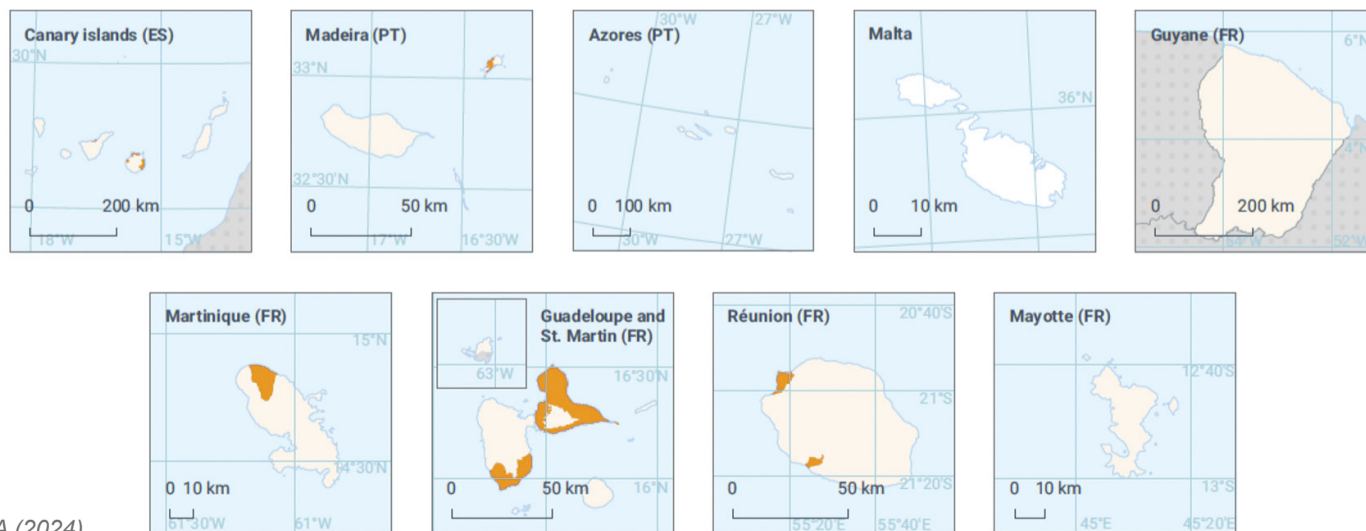 Canary islands (ES)
30°N
0 200 km
18°W 15°W
Madeira (PT)
33°N
32°30'N
0 50 km
17°W 16°30'W
Azores (PT)
30°W 27°W
0 100 km
30°W 27°W
Malta
36°N
0 10 km
Guyane (FR)
6°N
4°N
0 200 km
54°W 52°W
Martinique (FR)
15°N
14°30'N
0 10 km
61°30'W 61°W
Guadeloupe and
St. Martin (FR)
63°W
16°30'N
0 50 km
16°N
Réunion (FR)
20°40'S
21°S
0 50 km
21°20'S
55°20'E 55°40'E
Mayotte (FR)
12°40'S
0 10 km
13°S
45°E 45°20'E
(2024)